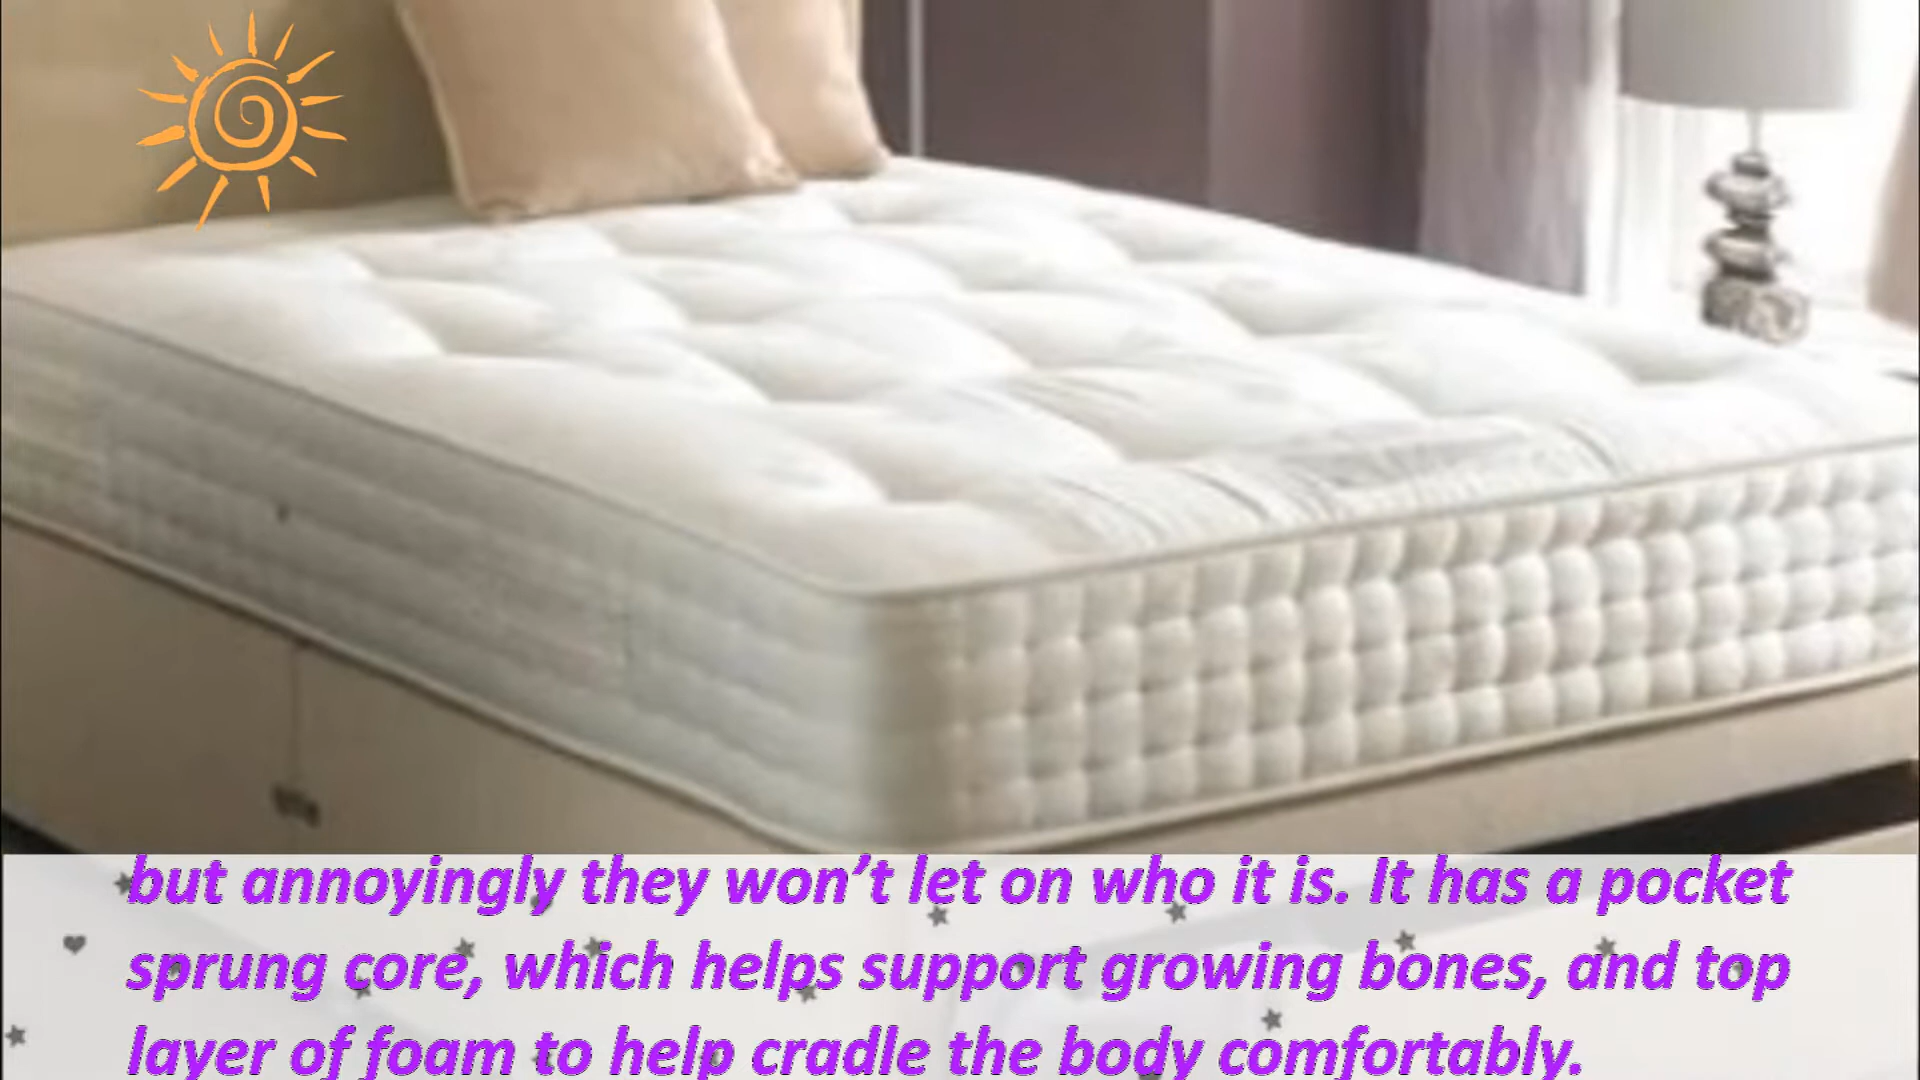 but annoyingly they won’t let on who it is. It has a pocket
sprung core, which helps support growing bones, and top
layer of foam to help cradle the body comfortably.